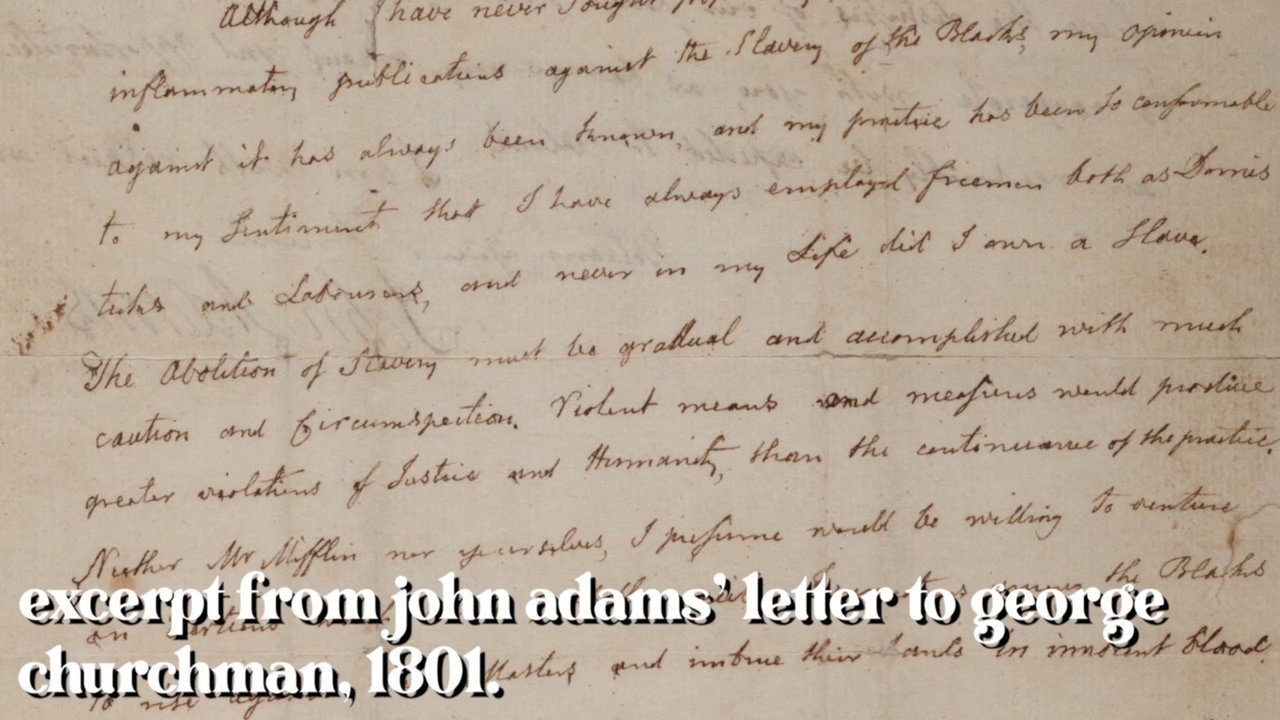 Although I have never Sought
inflammatory publications against the Slavery of the Blacks, my opinion
against it has always been known, and my practice has been so conformable
to my Sentiment that I have always employed freemen both as Domis
ticks and Labourers, and never in my Life did I own a Slave.
The Abolition of Slavery must be gradual and accomplished with much
caution and Circumspection. Violent means and measures would produce
greater violations of Justice and Humanity, than the continuance of the practice.
Neither Mr Mifflin nor yourselves, I presume would be willing to venture
on the Blacks
to rise Masters and imbrue their hands in innocent blood.
excerpt from john adams’ letter to george
churchman, 1801.